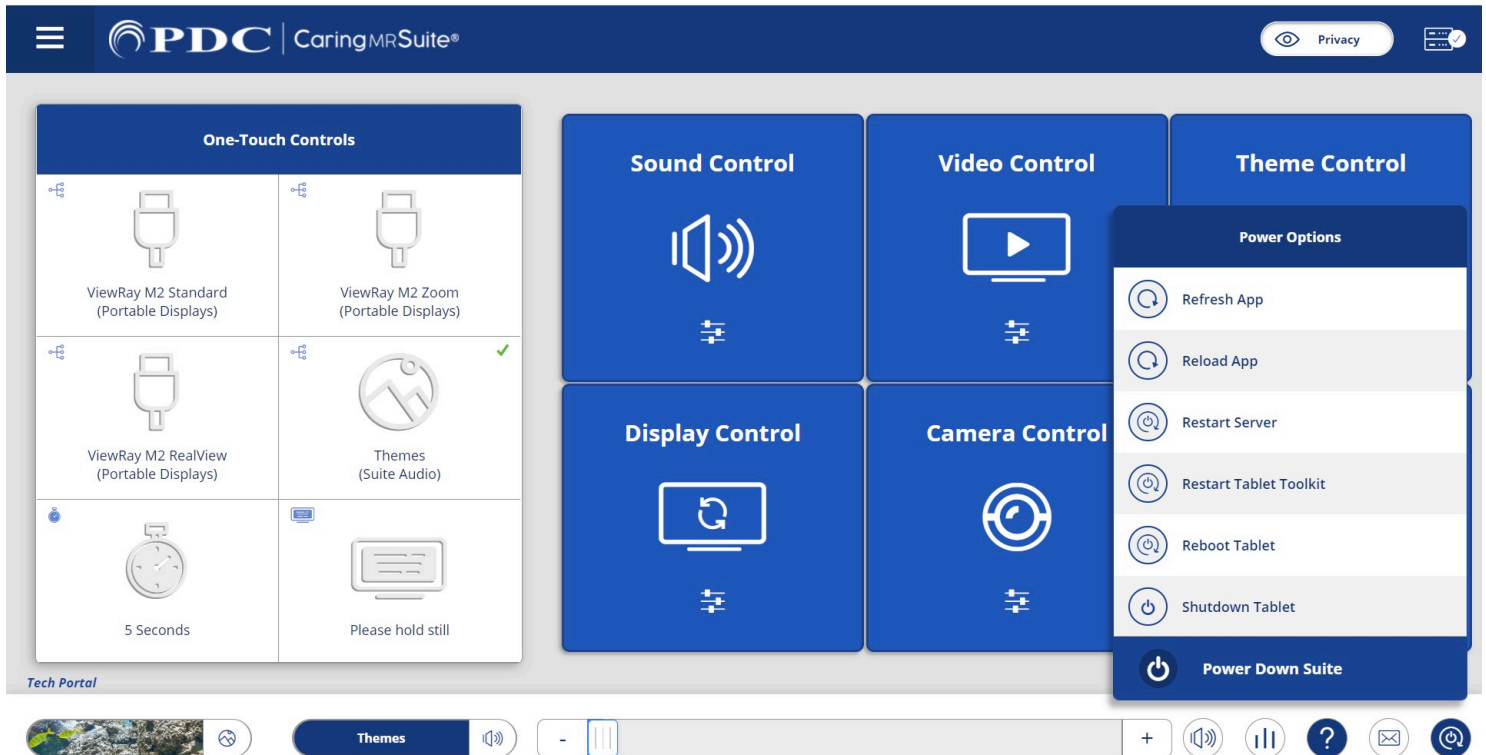 PDC CaringMRSuite®
Privacy
One-Touch Controls
ViewRay M2 Standard
(Portable Displays)
ViewRay M2 Zoom
(Portable Displays)
ViewRay M2 RealView
(Portable Displays)
Themes
(Suite Audio)
5 Seconds
Please hold still
Sound Control
Video Control
Theme Control
Display Control
Camera Control
Power Options
Refresh App
Reload App
Restart Server
Restart Tablet Toolkit
Reboot Tablet
Shutdown Tablet
Power Down Suite
Tech Portal
Themes
- +
?